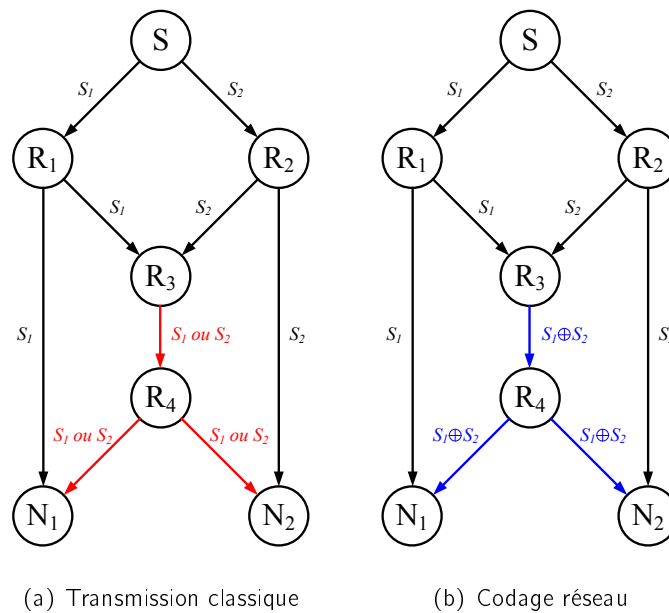 S
S
S₁
S₂
S₁
S₂
R₁
R₂
R₁
R₂
S₁
S₂
S₁
S₂
R₃
R₃
S₁
S₁ ou S₂
S₂
S₁
S₁⊕S₂
S
R₄
R₄
S₁ ou S₂
S₁ ou S₂
S₁⊕S₂
S₁⊕S₂
N₁
N₂
N₁
N₂
(a) Transmission classique
(b) Codage réseau